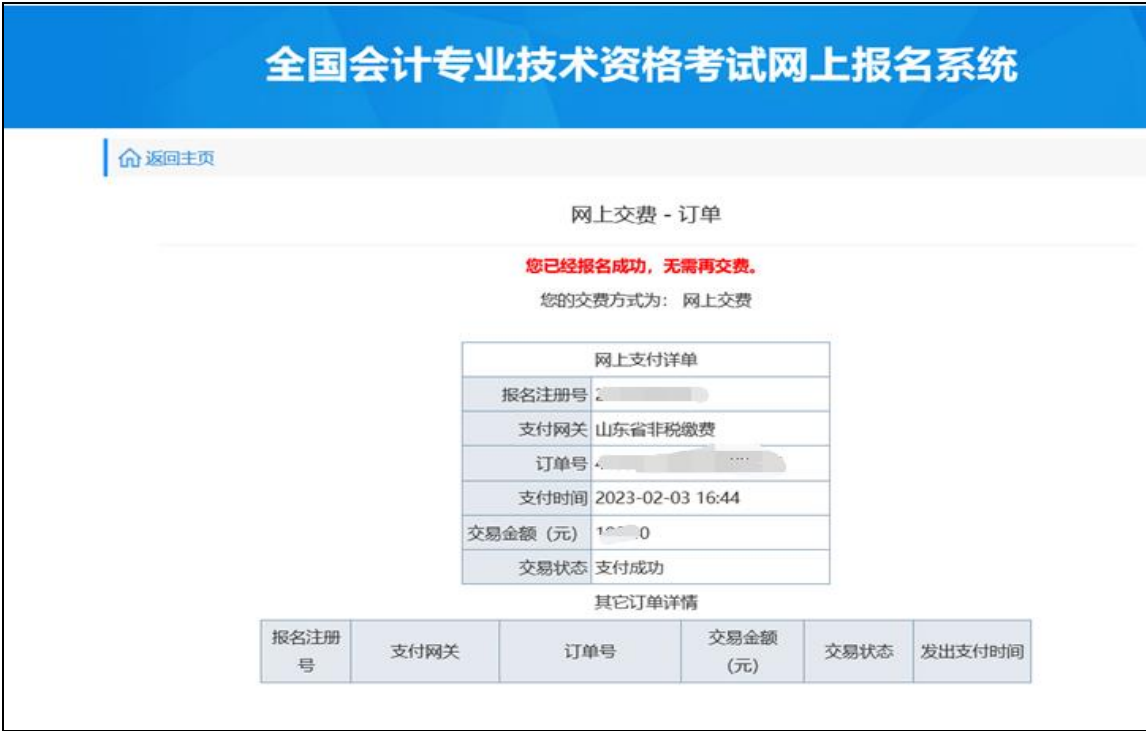 全国会计专业技术资格考试网上报名系统
返回主页
网上交费 - 订单
您已经报名成功，无需再交费。
您的交费方式为： 网上交费
网上支付详单
报名注册号
支付网关 山东省非税缴费
订单号
支付时间 2023-02-03 16:44
交易金额（元）
交易状态 支付成功
其它订单详情
报名注册号 支付网关 订单号 交易金额（元） 交易状态 发出支付时间